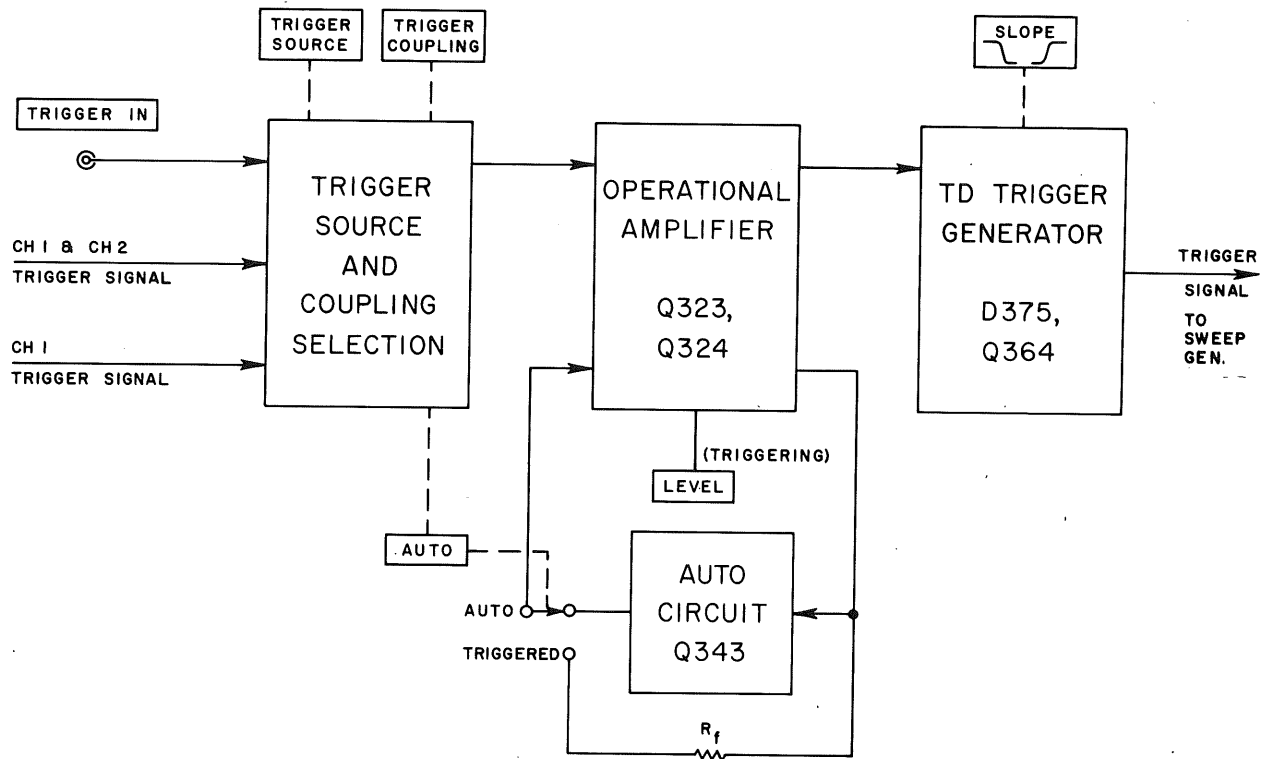 TRIGGER
SOURCE
TRIGGER
COUPLING
SLOPE
TRIGGER IN
TRIGGER
SOURCE
AND
COUPLING
SELECTION
OPERATIONAL
AMPLIFIER
Q323,
Q324
TD TRIGGER
GENERATOR
D375,
Q364
CH 1 & CH 2
TRIGGER SIGNAL
CH 1
TRIGGER SIGNAL
TRIGGER
SIGNAL
TO
SWEEP
GEN.
(TRIGGERING)
LEVEL
AUTO
AUTO
TRIGGERED
AUTO
CIRCUIT
Q343
Rf